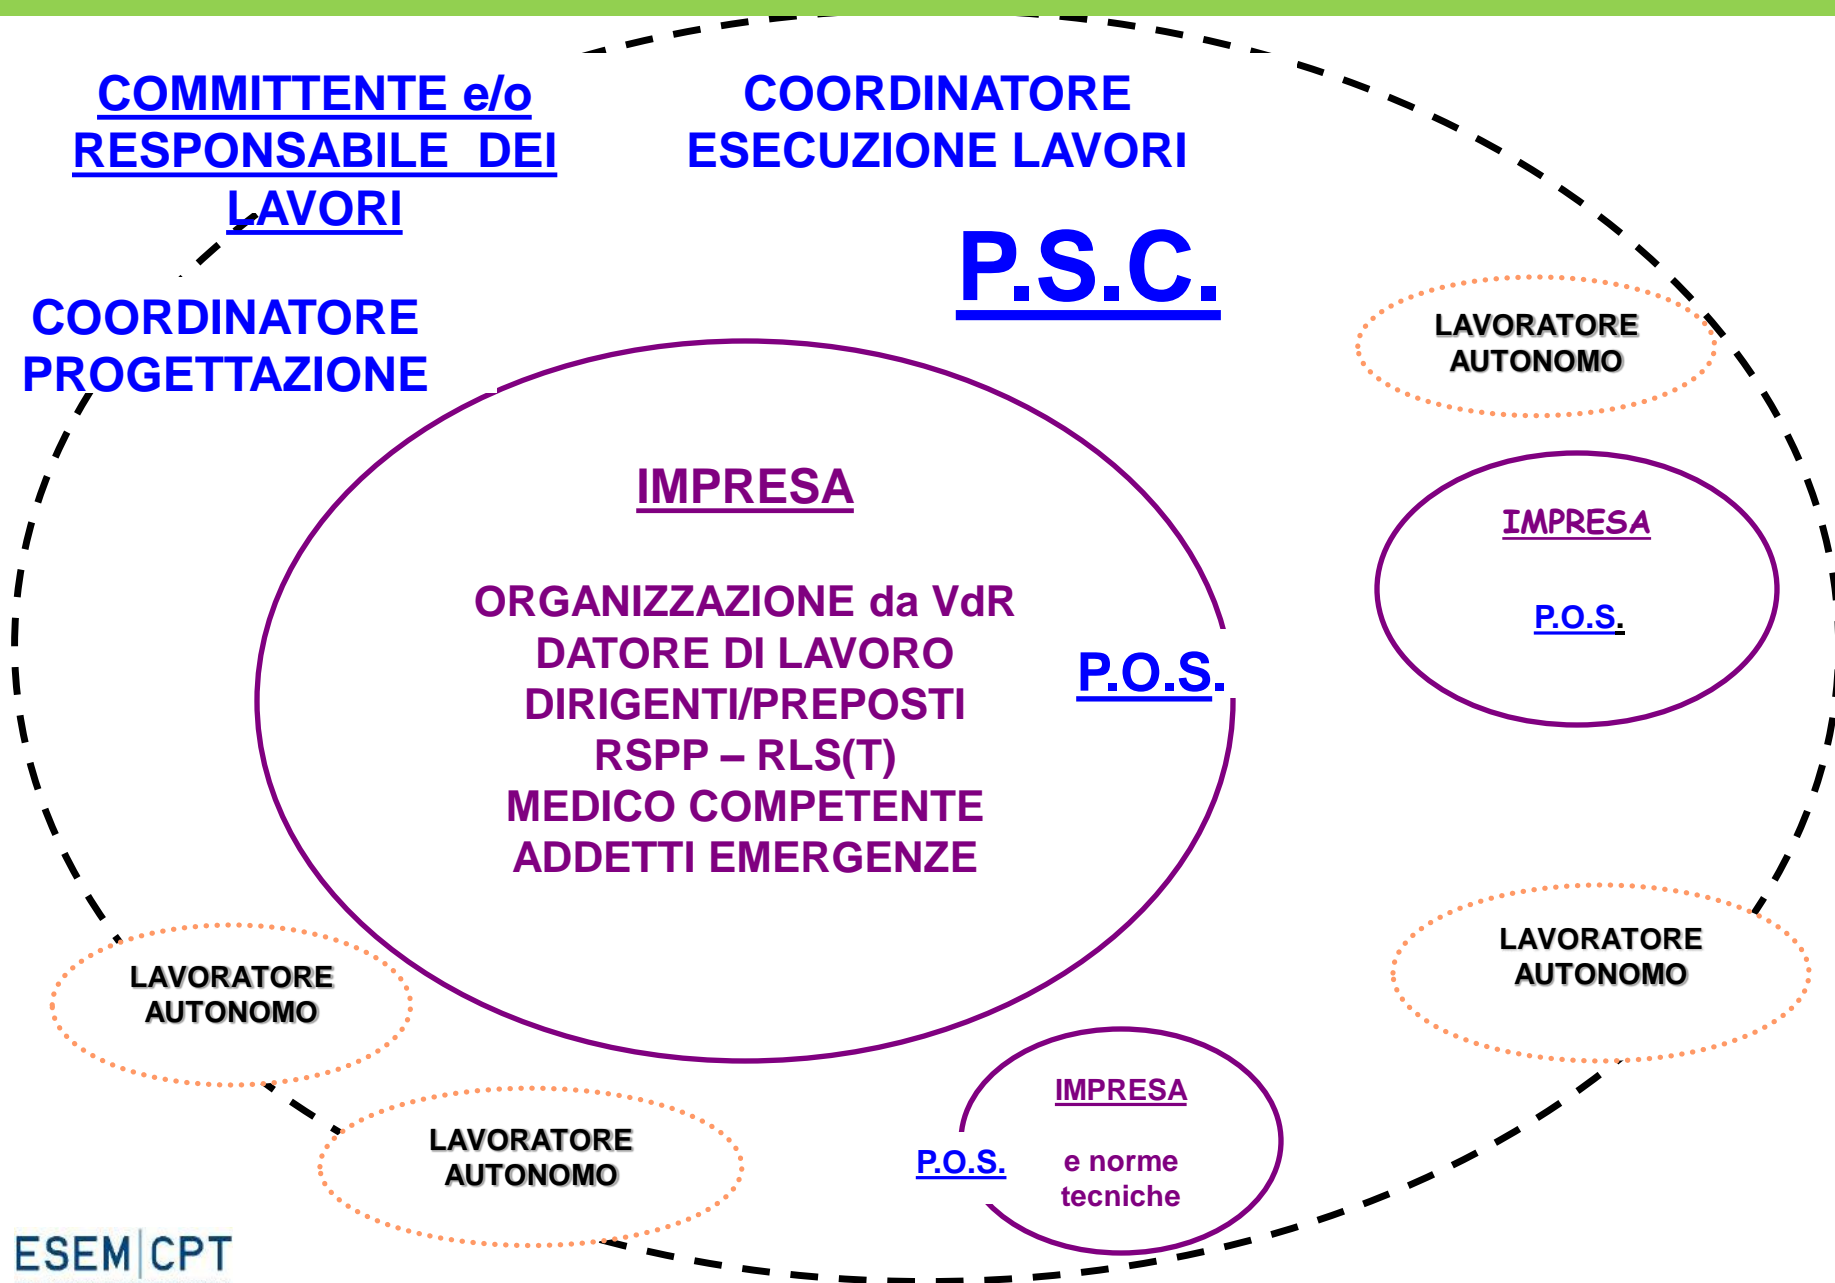 COMMITTENTE e/o
RESPONSABILE DEI
LAVORI
COORDINATORE
ESECUZIONE LAVORI
P.S.C.
COORDINATORE
PROGETTAZIONE
LAVORATORE
AUTONOMO
IMPRESA
ORGANIZZAZIONE da VdR
DATORE DI LAVORO
DIRIGENTI/PREPOSTI
RSPP – RLS(T)
MEDICO COMPETENTE
ADDETTI EMERGENZE
P.O.S.
IMPRESA
P.O.S.
LAVORATORE
AUTONOMO
LAVORATORE
AUTONOMO
LAVORATORE
AUTONOMO
IMPRESA
P.O.S.
e norme
tecniche
ESEM|CPT